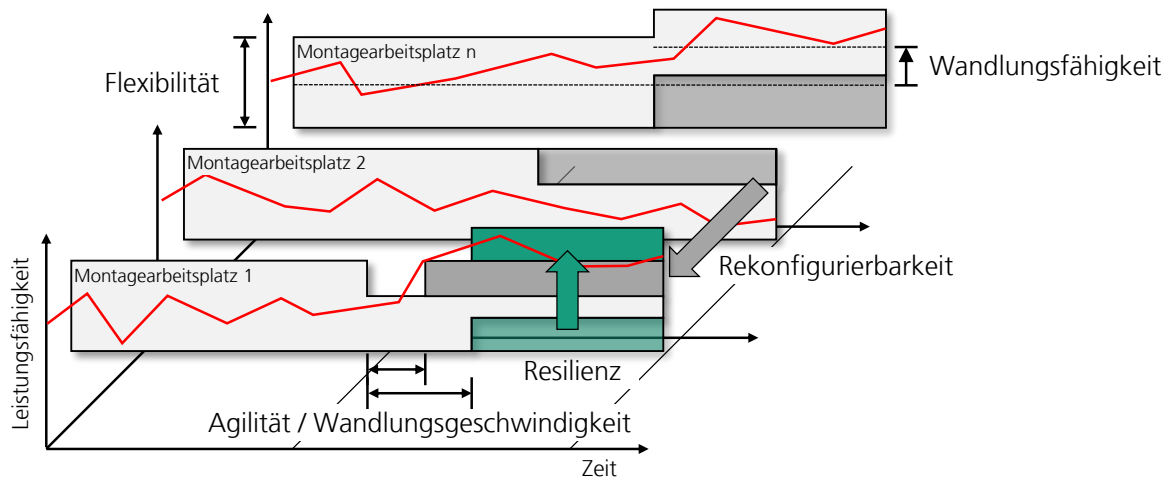 Montagearbeitsplatz n
Flexibilität
Wandlungsfähigkeit
Montagearbeitsplatz 2
Montagearbeitsplatz 1
Rekonfigurierbarkeit
Leistungsfähigkeit
Resilienz
Agilität / Wandlungsgeschwindigkeit
Zeit